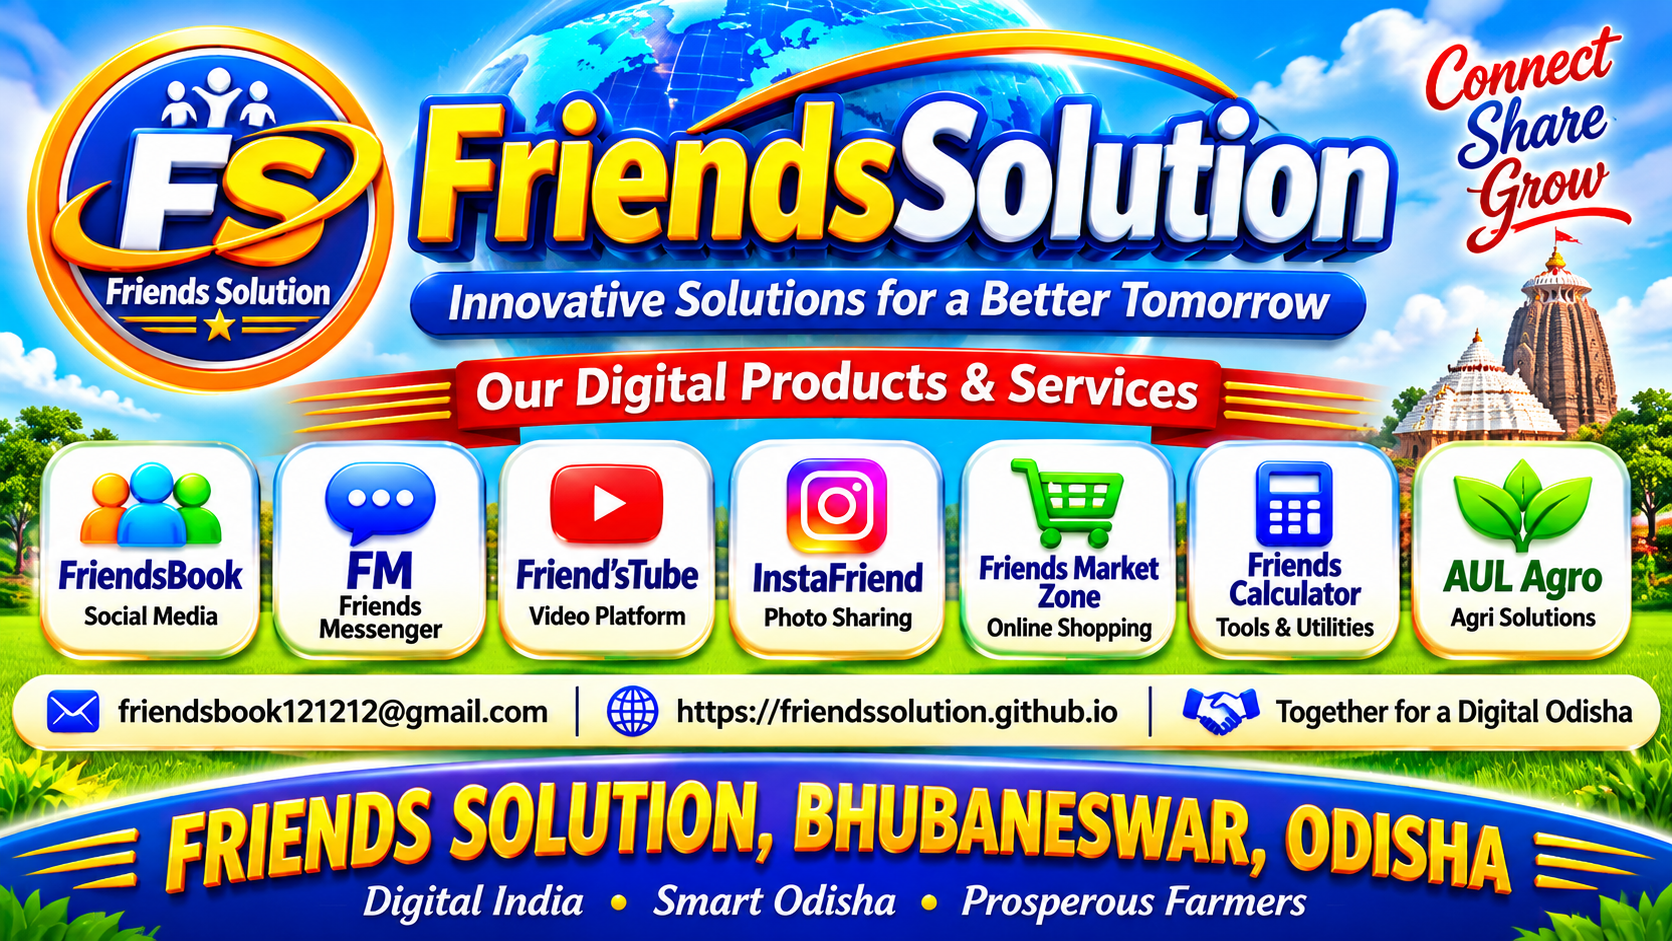 FS
Friends Solution
FriendsSolution
Connect
Share
Grow
Innovative Solutions for a Better Tomorrow
Our Digital Products & Services
FriendsBook
Social Media
FM
Friends
Messenger
Friend'sTube
Video Platform
InstaFriend
Photo Sharing
Friends Market
Zone
Online Shopping
Friends
Calculator
Tools & Utilities
AUL Agro
Agri Solutions
friendsbook121212@gmail.com
https://friendssolution.github.io
Together for a Digital Odisha
FRIENDS SOLUTION, BHUBANESWAR, ODISHA
Digital India • Smart Odisha • Prosperous Farmers